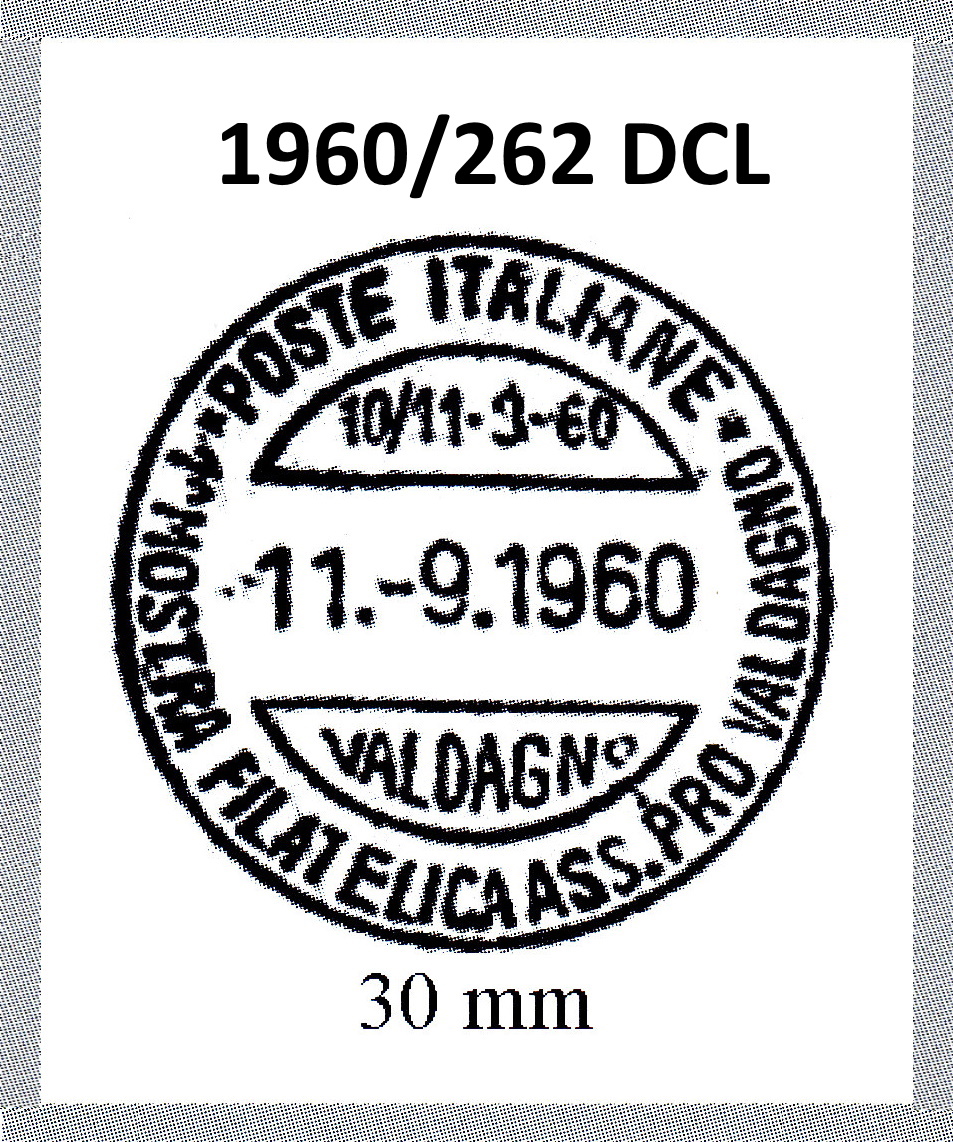 1960/262 DCL
POSTE ITALIANE
10/11-9-60
11.-9.1960
VALDAGNO
MOSTRA FILATELICA ASS. PRO VALDAGNO
30 mm